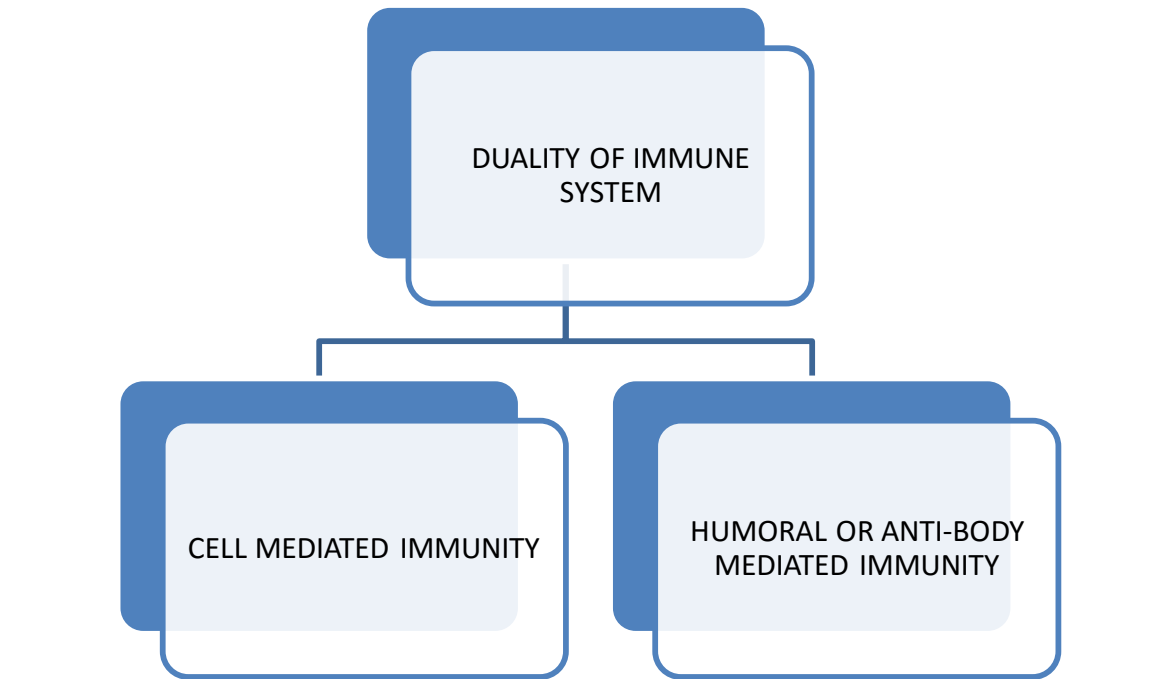 DUALITY OF IMMUNE
SYSTEM
CELL MEDIATED IMMUNITY
HUMORAL OR ANTI-BODY
MEDIATED IMMUNITY